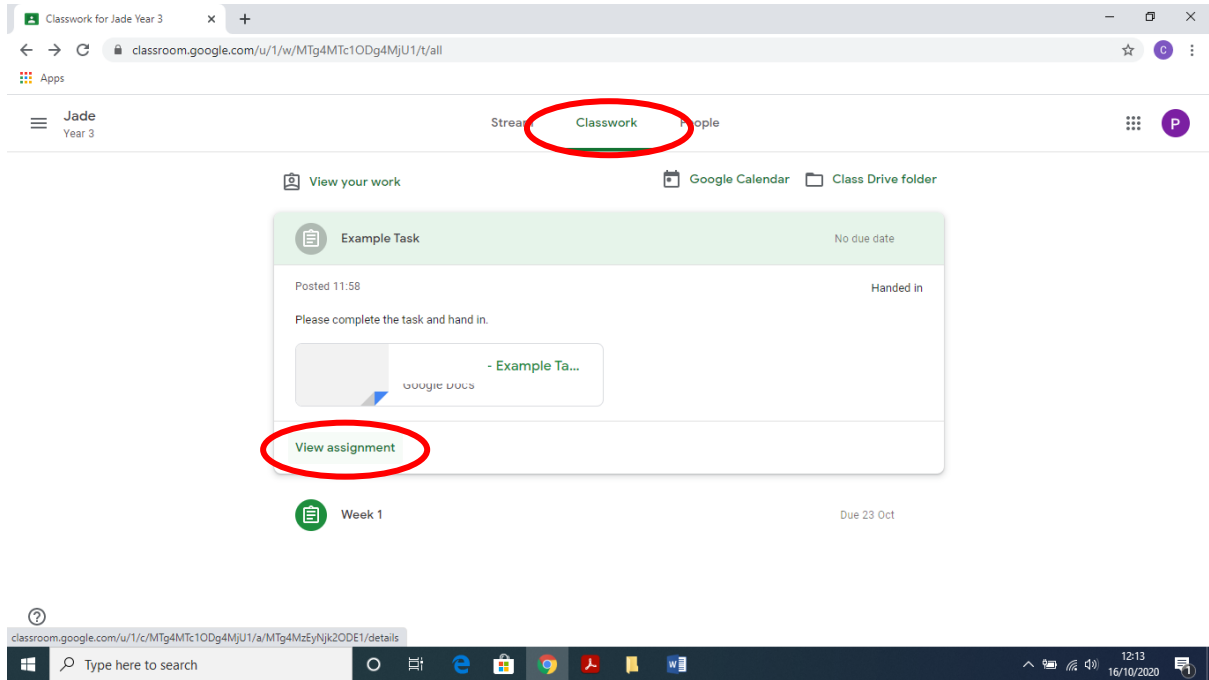 Classwork for Jade Year 3
classroom.google.com/u/1/w/MTg4MTc1ODg4MjU1/t/all
C
Apps
Jade
Year 3
Stream Classwork People
P
View your work
Google Calendar Class Drive folder
Example Task No due date
Posted 11:58 Handed in
Please complete the task and hand in.
- Example Ta...
Google Docs
View assignment
Week 1 Due 23 Oct
classroom.google.com/u/1/c/MTg4MTc1ODg4MjU1/a/MTg4MzEyNjk2ODE1/details
Type here to search
12:13
16/10/2020
1